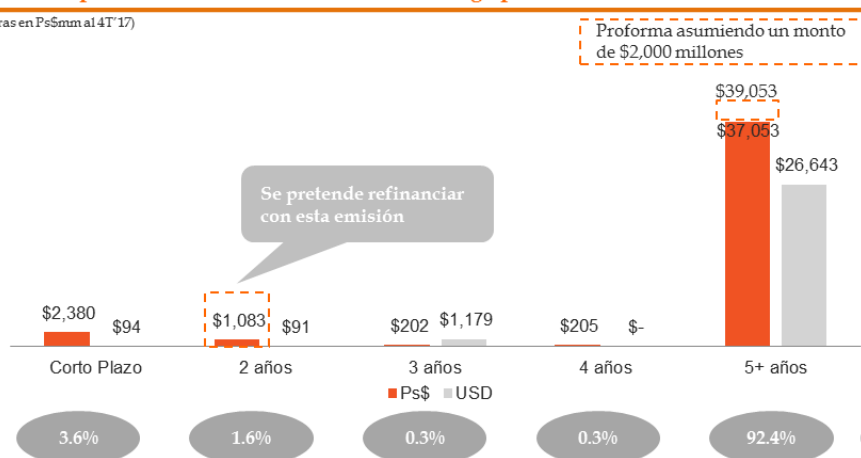 ras en Ps$mm al 4T'17)
Proforma asumiendo un monto
de $2,000 millones
$39,053
$37,053
$26,643
Se pretende refinanciar
con esta emisión
$2,380
$94
$1,083
$91
$202
$1,179
$205
$-
Corto Plazo
2 años
3 años
4 años
5+ años
Ps$
USD
3.6%
1.6%
0.3%
0.3%
92.4%